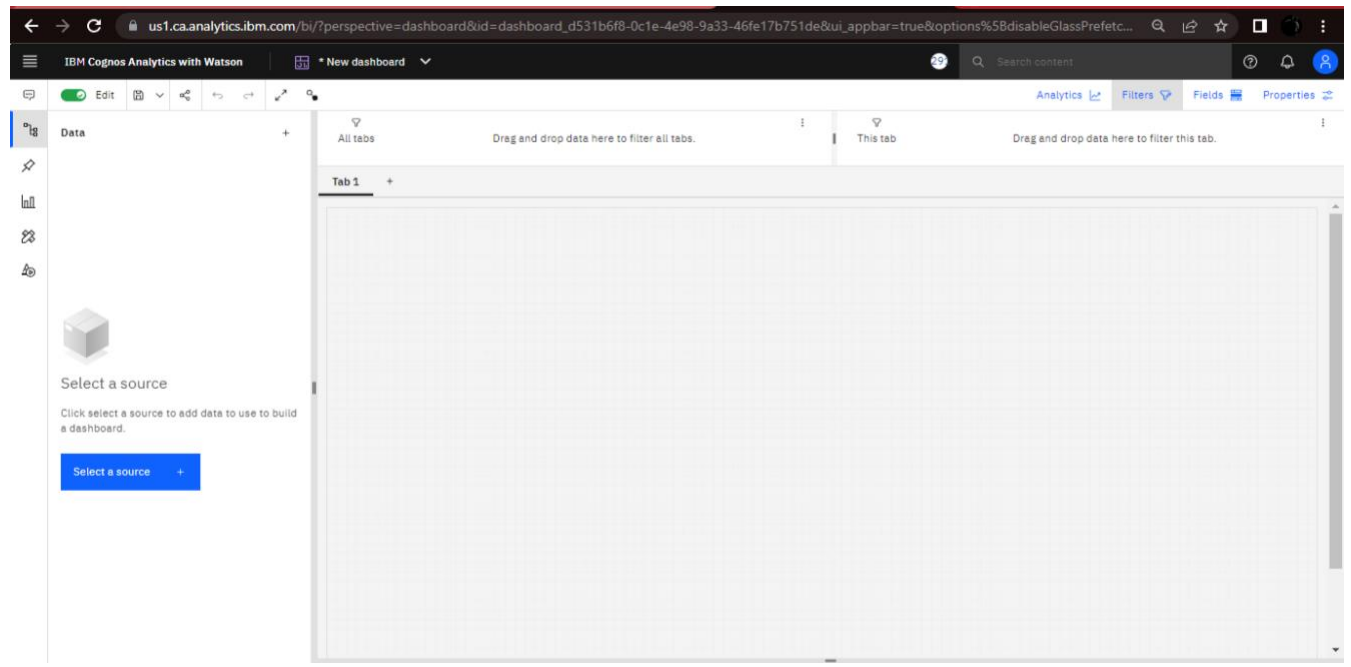 us1.ca.analytics.ibm.com/bi/?perspective=dashboard&id=dashboard_d531b6f8-0c1e-4e98-9a33-46fe17b751de&ui_appbar=true&options%5BdisableGlassPrefetc...
IBM Cognos Analytics with Watson * New dashboard 29 Search content
Edit Analytics Filters Fields Properties
Data
All tabs Drag and drop data here to filter all tabs. This tab Drag and drop data here to filter this tab.
Tab 1 +
Select a source
Click select a source to add data to use to build
a dashboard.
Select a source +